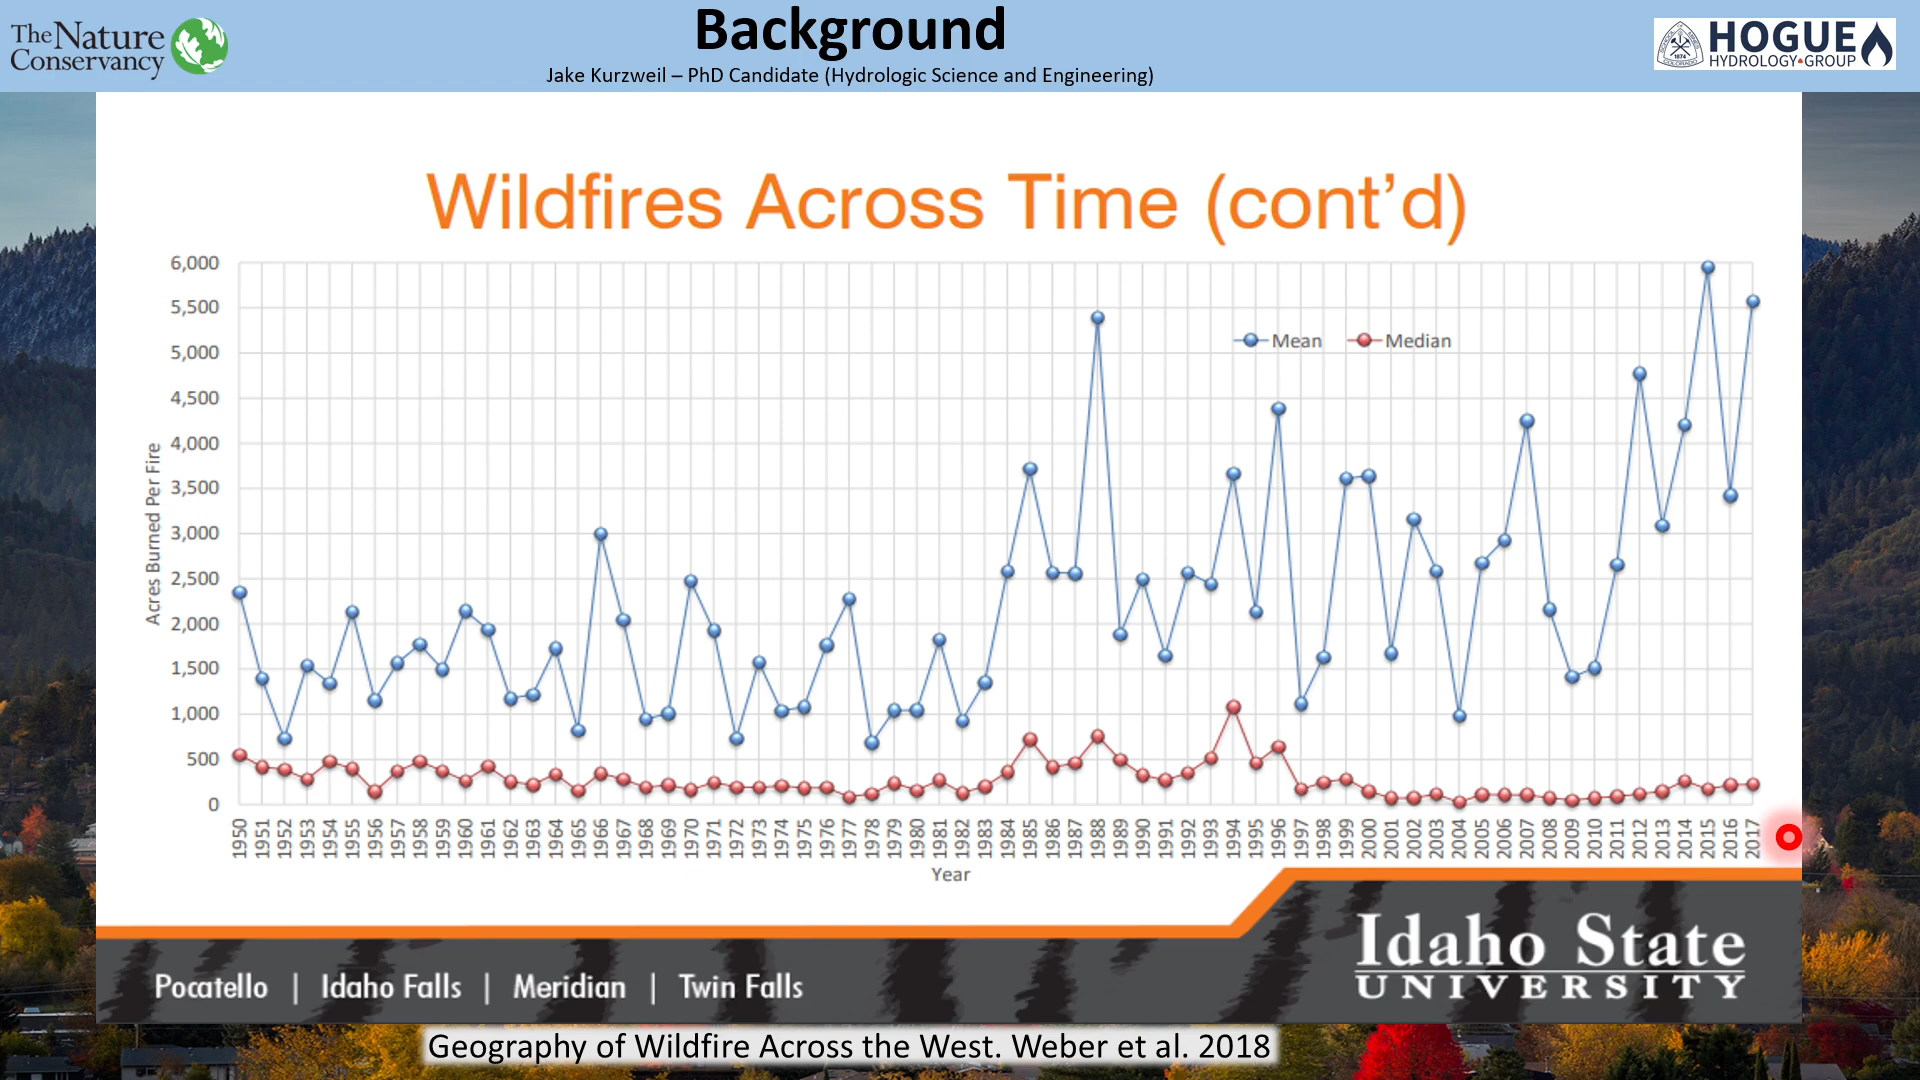 The Nature
Conservancy
Background
Jake Kurzweil – PhD Candidate (Hydrologic Science and Engineering)
HOGUE
HYDROLOGY GROUP
Wildfires Across Time (cont’d)
6,000
5,500
5,000
4,500
4,000
3,500
3,000
2,500
2,000
1,500
1,000
500
0
Acres Burned Per Fire
Mean
Median
1950 1951 1952 1953 1954 1955 1956 1957 1958 1959 1960 1961 1962 1963 1964 1965 1966 1967 1968 1969 1970 1971 1972 1973 1974 1975 1976 1977 1978 1979 1980 1981 1982 1983 1984 1985 1986 1987 1988 1989 1990 1991 1992 1993 1994 1995 1996 1997 1998 1999 2000 2001 2002 2003 2004 2005 2006 2007 2008 2009 2010 2011 2012 2013 2014 2015 2016 2017
Year
Idaho State
UNIVERSITY
Pocatello | Idaho Falls | Meridian | Twin Falls
Geography of Wildfire Across the West. Weber et al. 2018